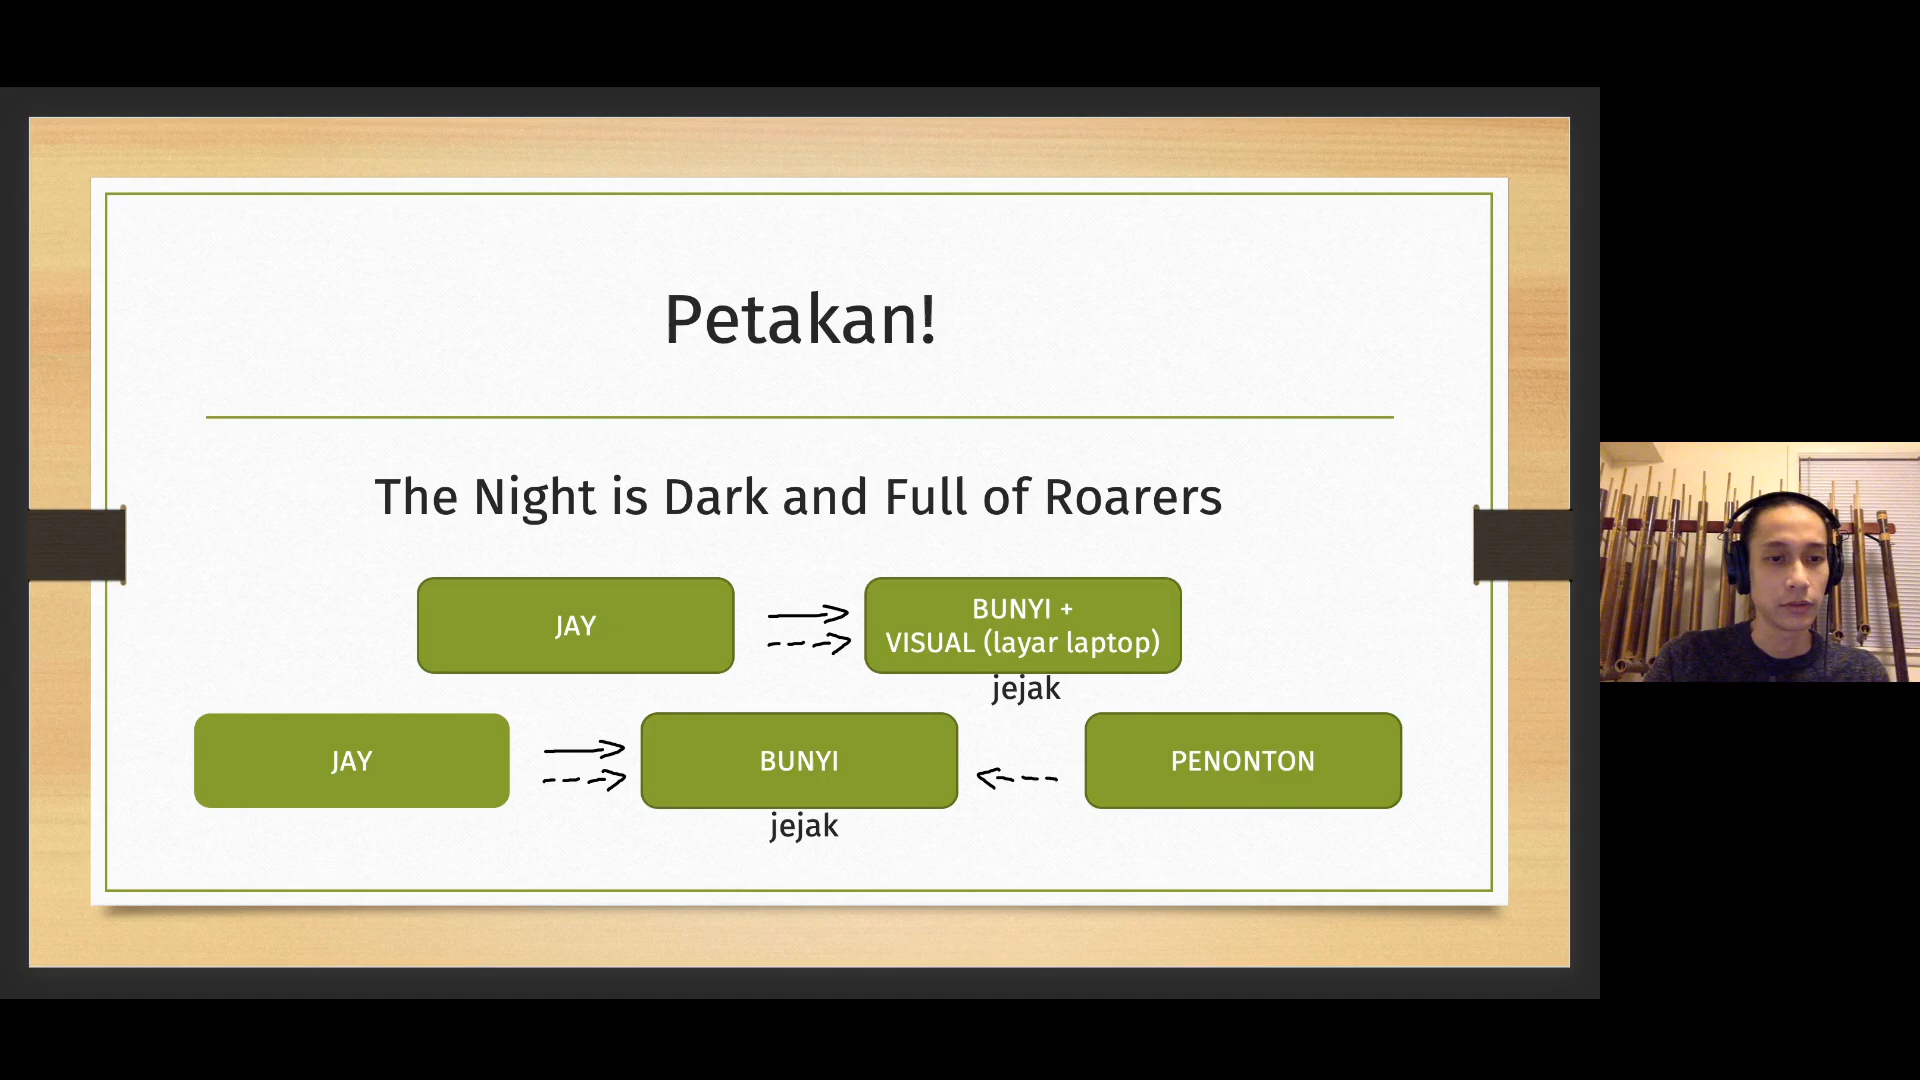 Petakan!
The Night is Dark and Full of Roarers
JAY
BUNYI +
VISUAL (layar laptop)
jejak
JAY
BUNYI
PENONTON
jejak